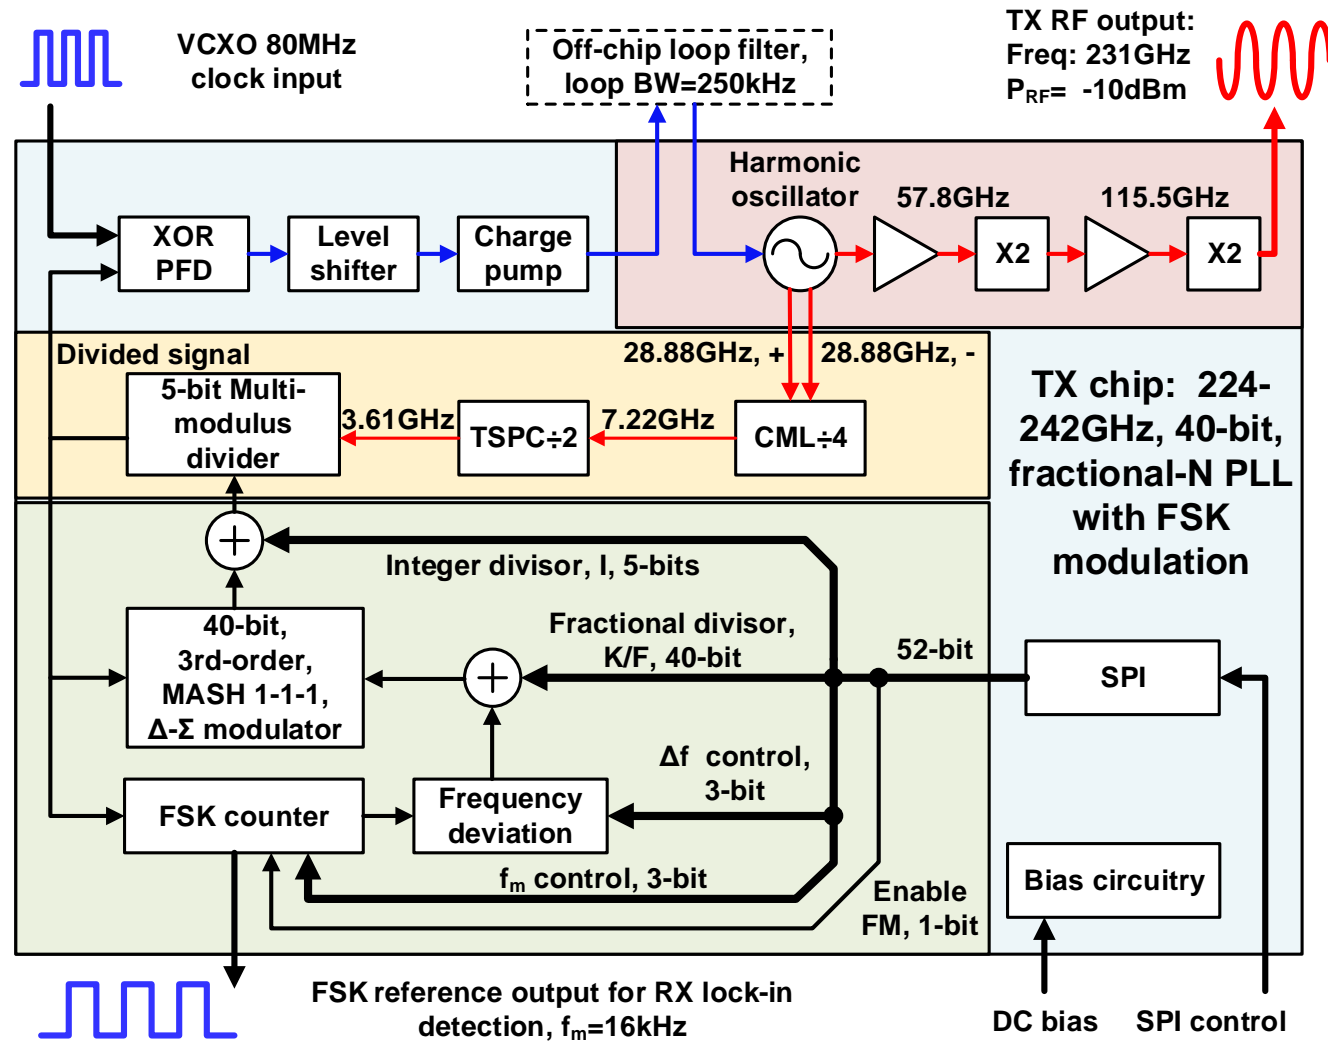 VCXO 80MHz
clock input
Off-chip loop filter,
loop BW=250kHz
TX RF output:
Freq: 231GHz
PRF= -10dBm
XOR
PFD
Level
shifter
Charge
pump
Harmonic
oscillator
57.8GHz
X2
115.5GHz
X2
Divided signal
5-bit Multi-
modulus
divider
3.61GHz
TSPC÷2
7.22GHz
28.88GHz, +
28.88GHz, -
CML÷4
TX chip: 224-
242GHz, 40-bit,
fractional-N PLL
with FSK
modulation
+
Integer divisor, I, 5-bits
40-bit,
3rd-order,
MASH 1-1-1,
Δ-Σ modulator
+
Fractional divisor,
K/F, 40-bit
52-bit
SPI
Δf control,
3-bit
FSK counter
Frequency
deviation
fm control, 3-bit
Enable
FM, 1-bit
Bias circuitry
FSK reference output for RX lock-in
detection, fm=16kHz
DC bias
SPI control